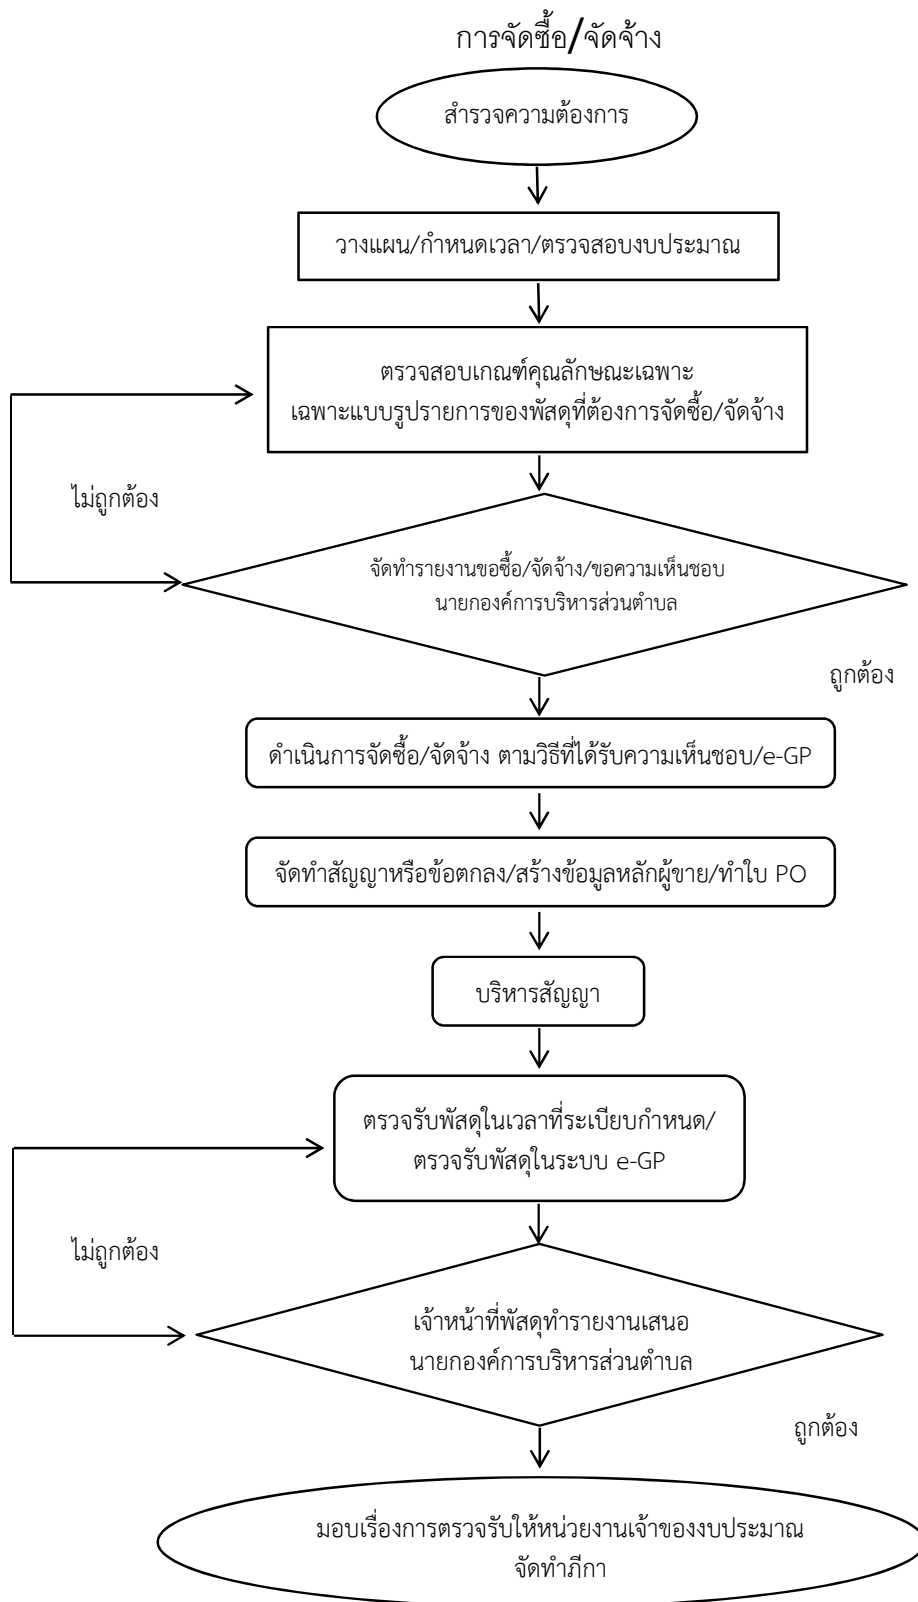 การจัดซื้อ/จัดจ้าง
สำรวจความต้องการ
วางแผน/กำหนดเวลา/ตรวจสอบงบประมาณ
ตรวจสอบเกณฑ์คุณลักษณะเฉพาะ
เฉพาะแบบรูปรายการของพัสดุที่ต้องการจัดซื้อ/จัดจ้าง
ไม่ถูกต้อง
จัดทำรายงานขอซื้อ/จัดจ้าง/ขอความเห็นชอบ
นายกองค์การบริหารส่วนตำบล
ถูกต้อง
ดำเนินการจัดซื้อ/จัดจ้าง ตามวิธีที่ได้รับความเห็นชอบ/e-GP
จัดทำสัญญาหรือข้อตกลง/สร้างข้อมูลหลักผู้ขาย/ทำใบ PO
บริหารสัญญา
ตรวจรับพัสดุในเวลาที่ระเบียบกำหนด/
ตรวจรับพัสดุในระบบ e-GP
ไม่ถูกต้อง
เจ้าหน้าที่พัสดุทำรายงานเสนอ
นายกองค์การบริหารส่วนตำบล
ถูกต้อง
มอบเรื่องการตรวจรับให้หน่วยงานเจ้าของงบประมาณ
จัดทำฎีกา